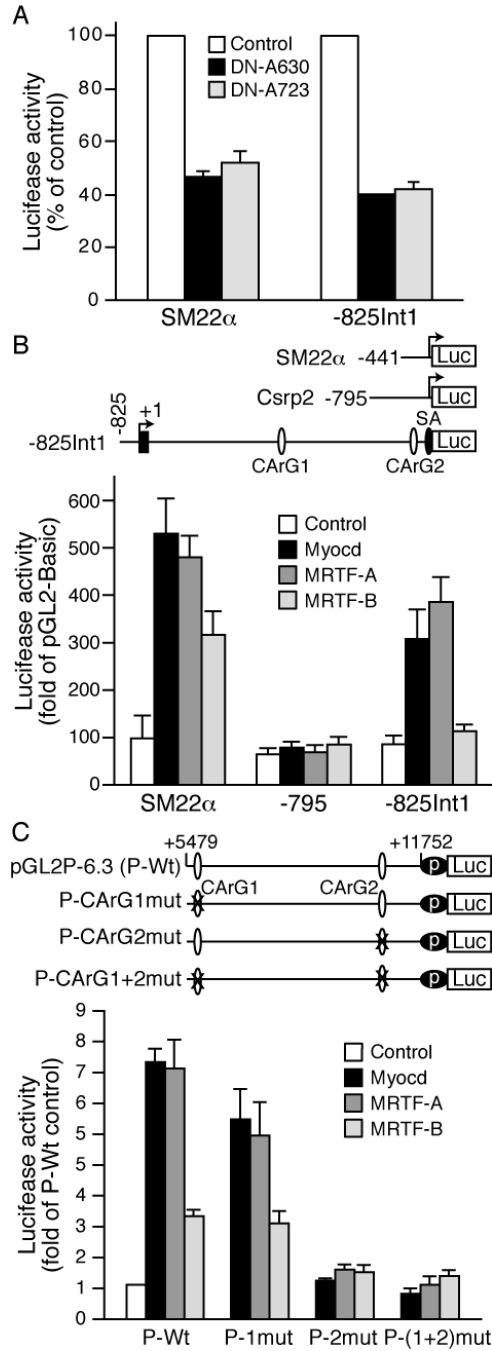 A
Lucifease activity
(% of control)
100
80
60
40
20
0
Control
DN-A630
DN-A723
SM22α
-825Int1
B
SM22α -441 Luc
Csrp2 -795 Luc
-825
+1
SA
-825Int1
Luc
CArG1
CArG2
Lucifease activity
(fold of pGL2-Basic)
600
500
400
300
200
100
0
Control
Myocd
MRTF-A
MRTF-B
SM22α
-795
-825Int1
C
+5479
+11752
pGL2P-6.3 (P-Wt)
p Luc
CArG1
CArG2
P-CArG1mut
p Luc
P-CArG2mut
p Luc
P-CArG1+2mut
p Luc
Lucifease activity
(fold of P-Wt control)
9
8
7
6
5
4
3
2
1
0
Control
Myocd
MRTF-A
MRTF-B
P-Wt
P-1mut
P-2mut
P-(1+2)mut